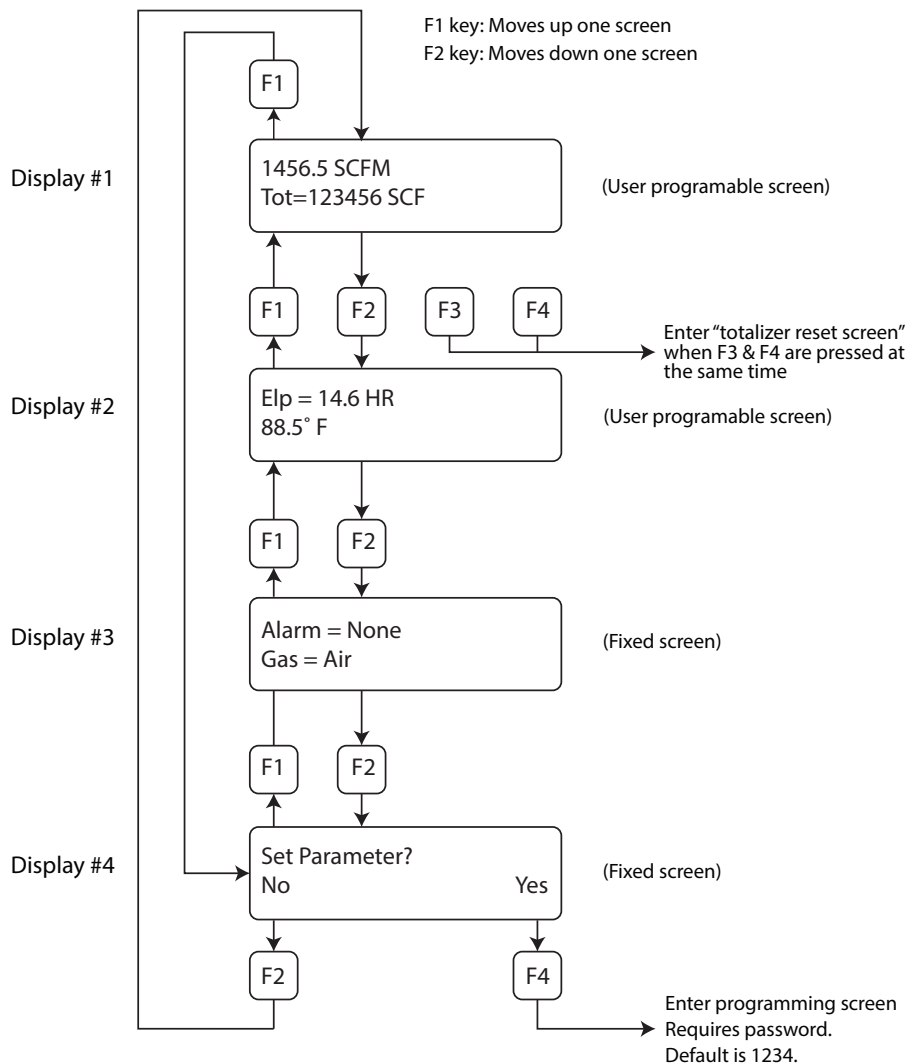 F1 key: Moves up one screen
F2 key: Moves down one screen
F1
Display #1
1456.5 SCFM
Tot=123456 SCF
(User programable screen)
F1
F2
F3
F4
Enter “totalizer reset screen”
when F3 & F4 are pressed at
the same time
Display #2
Elp = 14.6 HR
88.5° F
(User programable screen)
F1
F2
Display #3
Alarm = None
Gas = Air
(Fixed screen)
F1
F2
Display #4
Set Parameter?
No Yes
(Fixed screen)
F2
F4
Enter programming screen
Requires password.
Default is 1234.